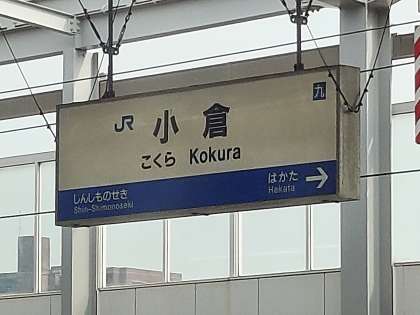 九
JR 小倉
こくら Kokura
しんしものせき
Shin-Shimonoseki
はかた
Hakata